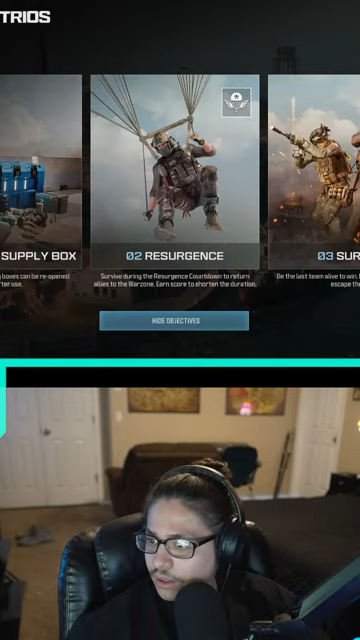 TRIOS
SUPPLY BOX
boxes can be re-opened
after use.
02 RESURGENCE
Survive during the Resurgence Countdown to return
allies to the Warzone. Earn score to shorten the duration.
03 SUR
Be the last team alive to win.
escape the
HIDE OBJECTIVES